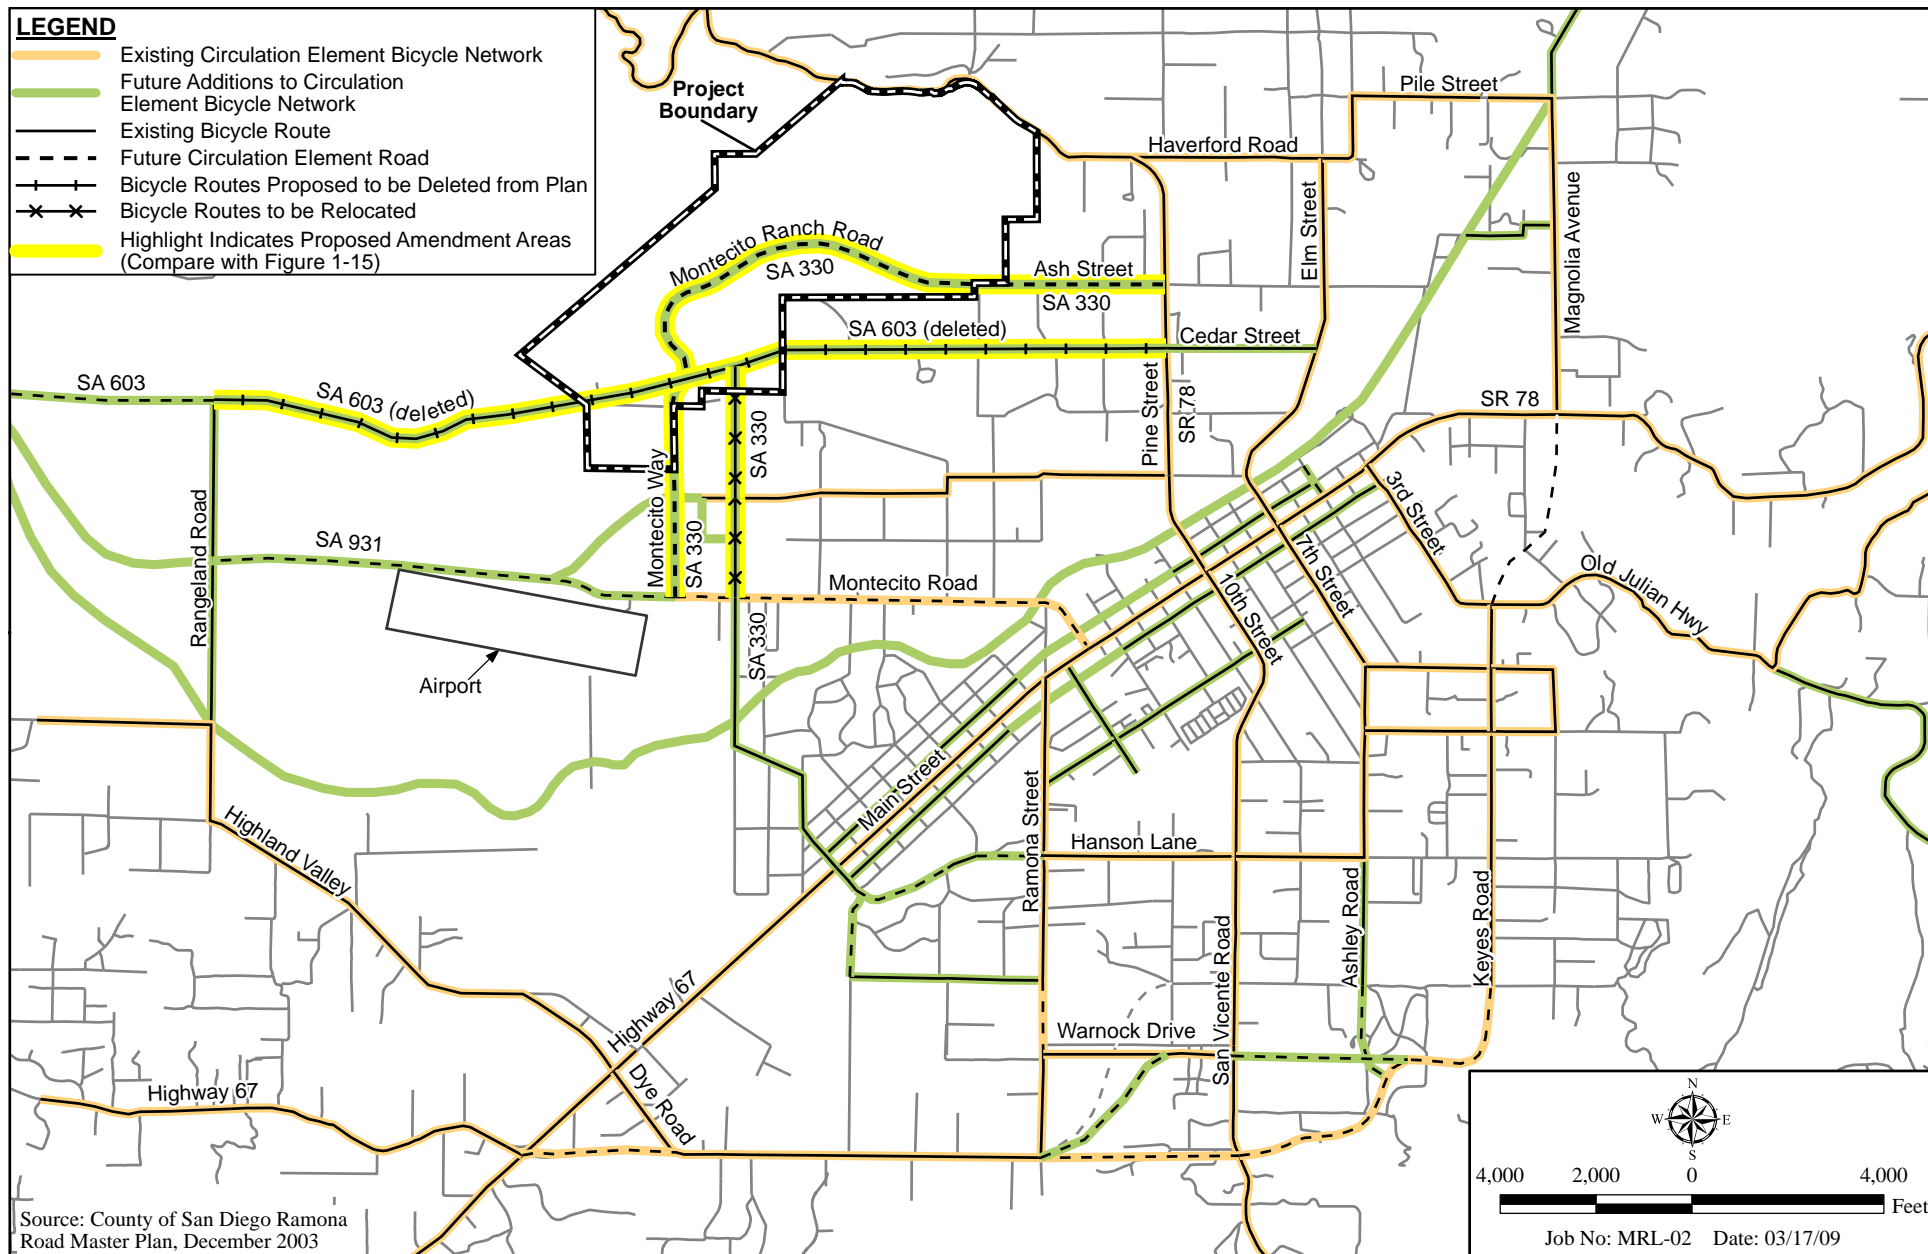 LEGEND
Existing Circulation Element Bicycle Network
Future Additions to Circulation
Element Bicycle Network
Existing Bicycle Route
Future Circulation Element Road
Bicycle Routes Proposed to be Deleted from Plan
Bicycle Routes to be Relocated
Highlight Indicates Proposed Amendment Areas
(Compare with Figure 1-15)
Project
Boundary
Pile Street
Haverford Road
Elm Street
Magnolia Avenue
Montecito Ranch Road
SA 330
Ash Street
SA 330
SA 603 (deleted)
Cedar Street
SA 603
SA 603 (deleted)
Pine Street
SR 78
SR 78
SA 330
Montecito Way
SA 330
Rangeland Road
SA 931
3rd Street
7th Street
10th Street
Old Julian Hwy
Montecito Road
SA 330
Airport
Main Street
Ramona Street
Hanson Lane
Highland Valley
Ashley Road
Keyes Road
San Vicente Road
Highway 67
Warnock Drive
Dye Road
Highway 67
N
W
E
S
4,000
2,000
0
4,000
Feet
Job No: MRL-02 Date: 03/17/09
Source: County of San Diego Ramona
Road Master Plan, December 2003